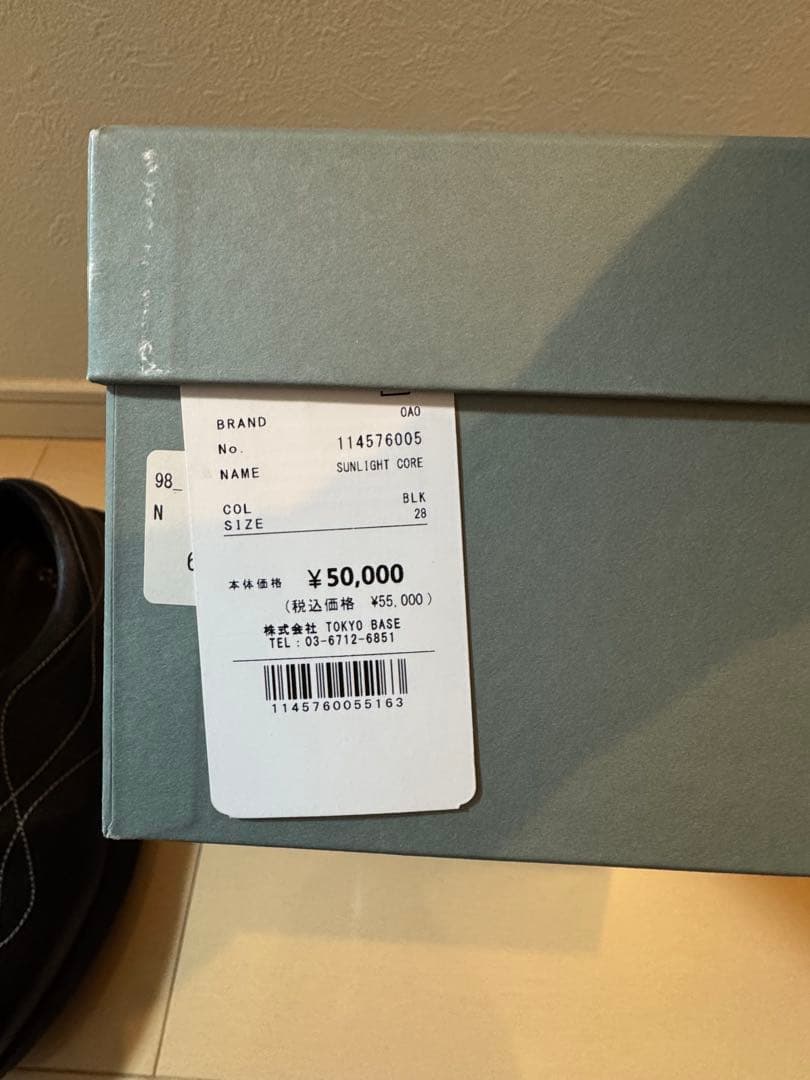 BRAND OAO
No. 114576005
NAME SUNLIGHT CORE
COL BLK
SIZE 28
本体価格 ¥50,000
(税込価格 ¥55,000)
株式会社 TOKYO BASE
TEL:03-6712-6851
1145760055163
98_
N